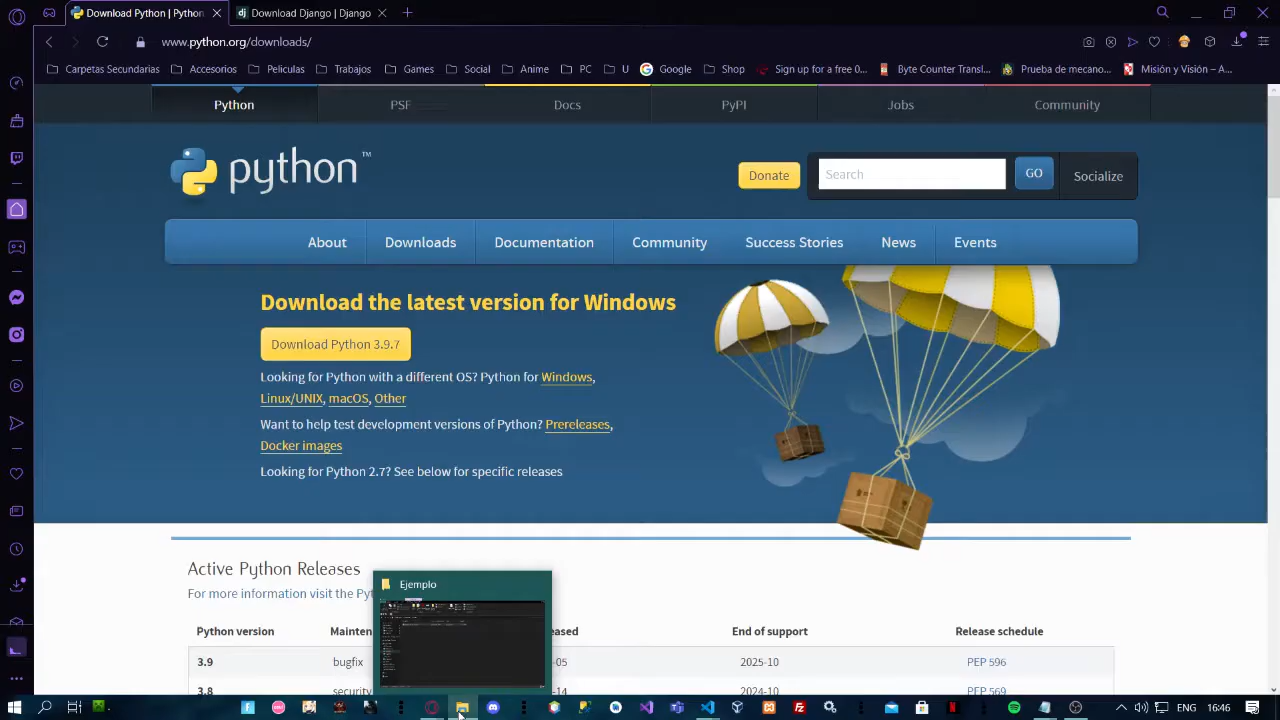 Download Python | Python
Download Django | Django
www.python.org/downloads/
Carpetas Secundarias
Accesorios
Peliculas
Trabajos
Games
Social
Anime
PC
U
Google
Shop
Sign up for a free 0...
Byte Counter Transl...
Prueba de mecano...
Misión y Visión – A...
Python
PSF
Docs
PyPI
Jobs
Community
python™
Donate
Search
GO
Socialize
About
Downloads
Documentation
Community
Success Stories
News
Events
Download the latest version for Windows
Download Python 3.9.7
Looking for Python with a different OS? Python for Windows,
Linux/UNIX, macOS, Other
Want to help test development versions of Python? Prereleases,
Docker images
Looking for Python 2.7? See below for specific releases
Active Python Releases
For more information visit the Pyt
Ejemplo
Python version
Mainten
ased
End of support
Release schedule
3.9
bugfix
05
2025-10
PEP 596
3.8
security
2024-10
PEP 569
16:46